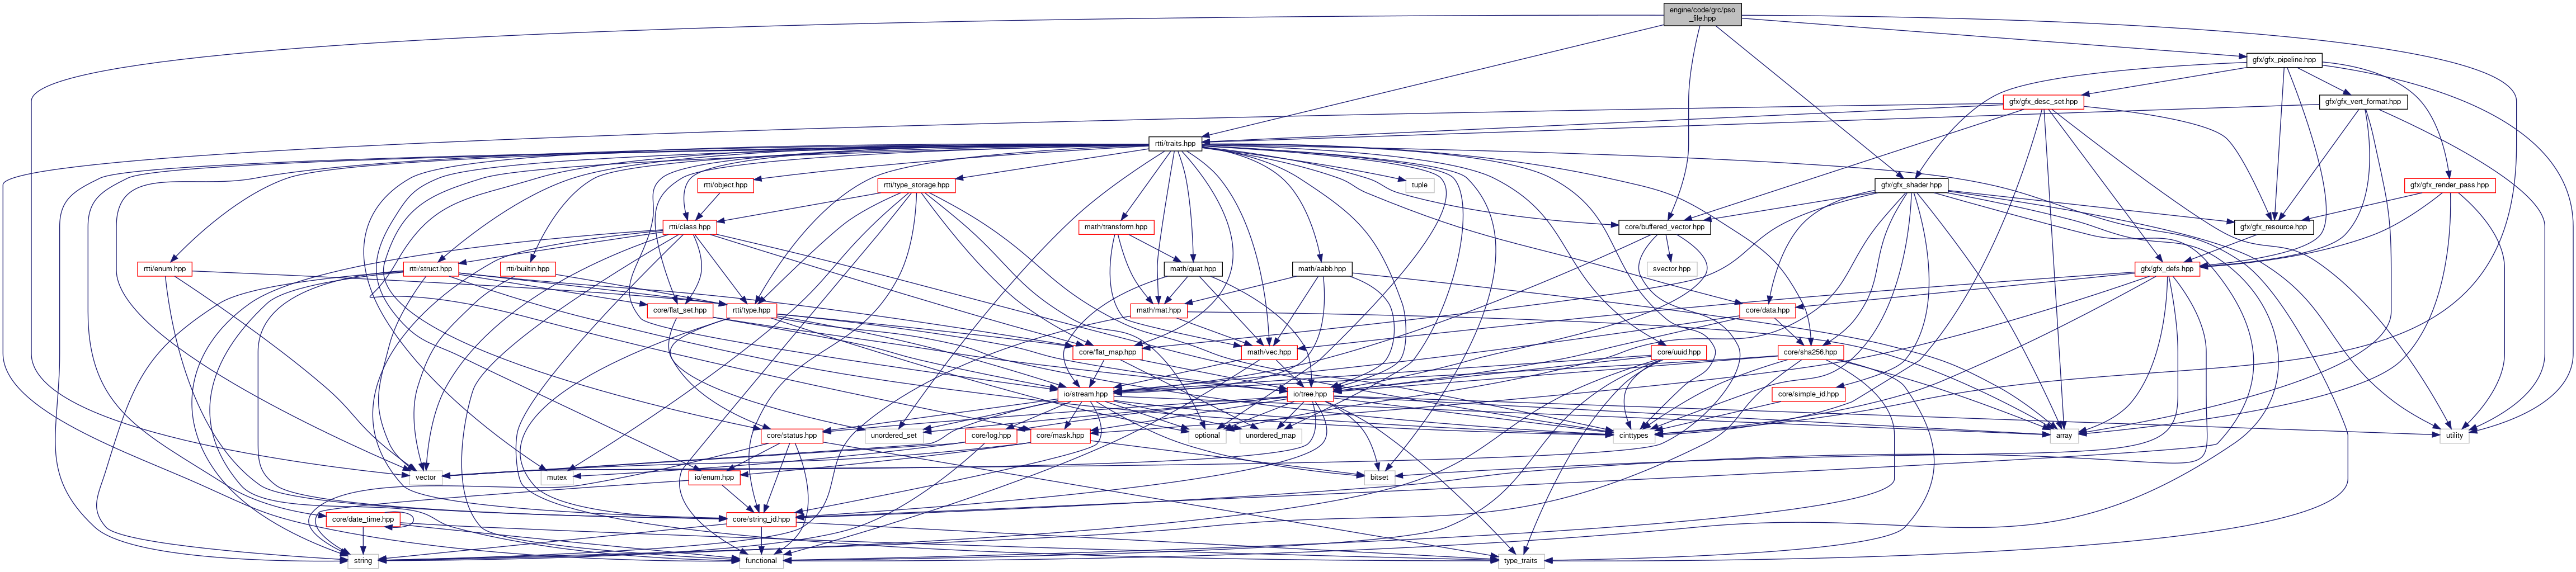 engine/code/grc/pso
_file.hpp
gfx/gfx_pipeline.hpp
gfx/gfx_desc_set.hpp
gfx/gfx_vert_format.hpp
rtti/traits.hpp
rtti/object.hpp
rtti/type_storage.hpp
tuple
gfx/gfx_shader.hpp
gfx/gfx_render_pass.hpp
rtti/class.hpp
math/transform.hpp
core/buffered_vector.hpp
gfx/gfx_resource.hpp
rtti/enum.hpp
rtti/struct.hpp
rtti/builtin.hpp
math/quat.hpp
math/aabb.hpp
svector.hpp
gfx/gfx_defs.hpp
core/flat_set.hpp
rtti/type.hpp
math/mat.hpp
core/data.hpp
core/flat_map.hpp
math/vec.hpp
core/uuid.hpp
core/sha256.hpp
io/stream.hpp
io/tree.hpp
core/simple_id.hpp
core/status.hpp
unordered_set
core/log.hpp
core/mask.hpp
optional
unordered_map
cinttypes
array
utility
vector
mutex
io/enum.hpp
bitset
core/date_time.hpp
core/string_id.hpp
string
functional
type_traits